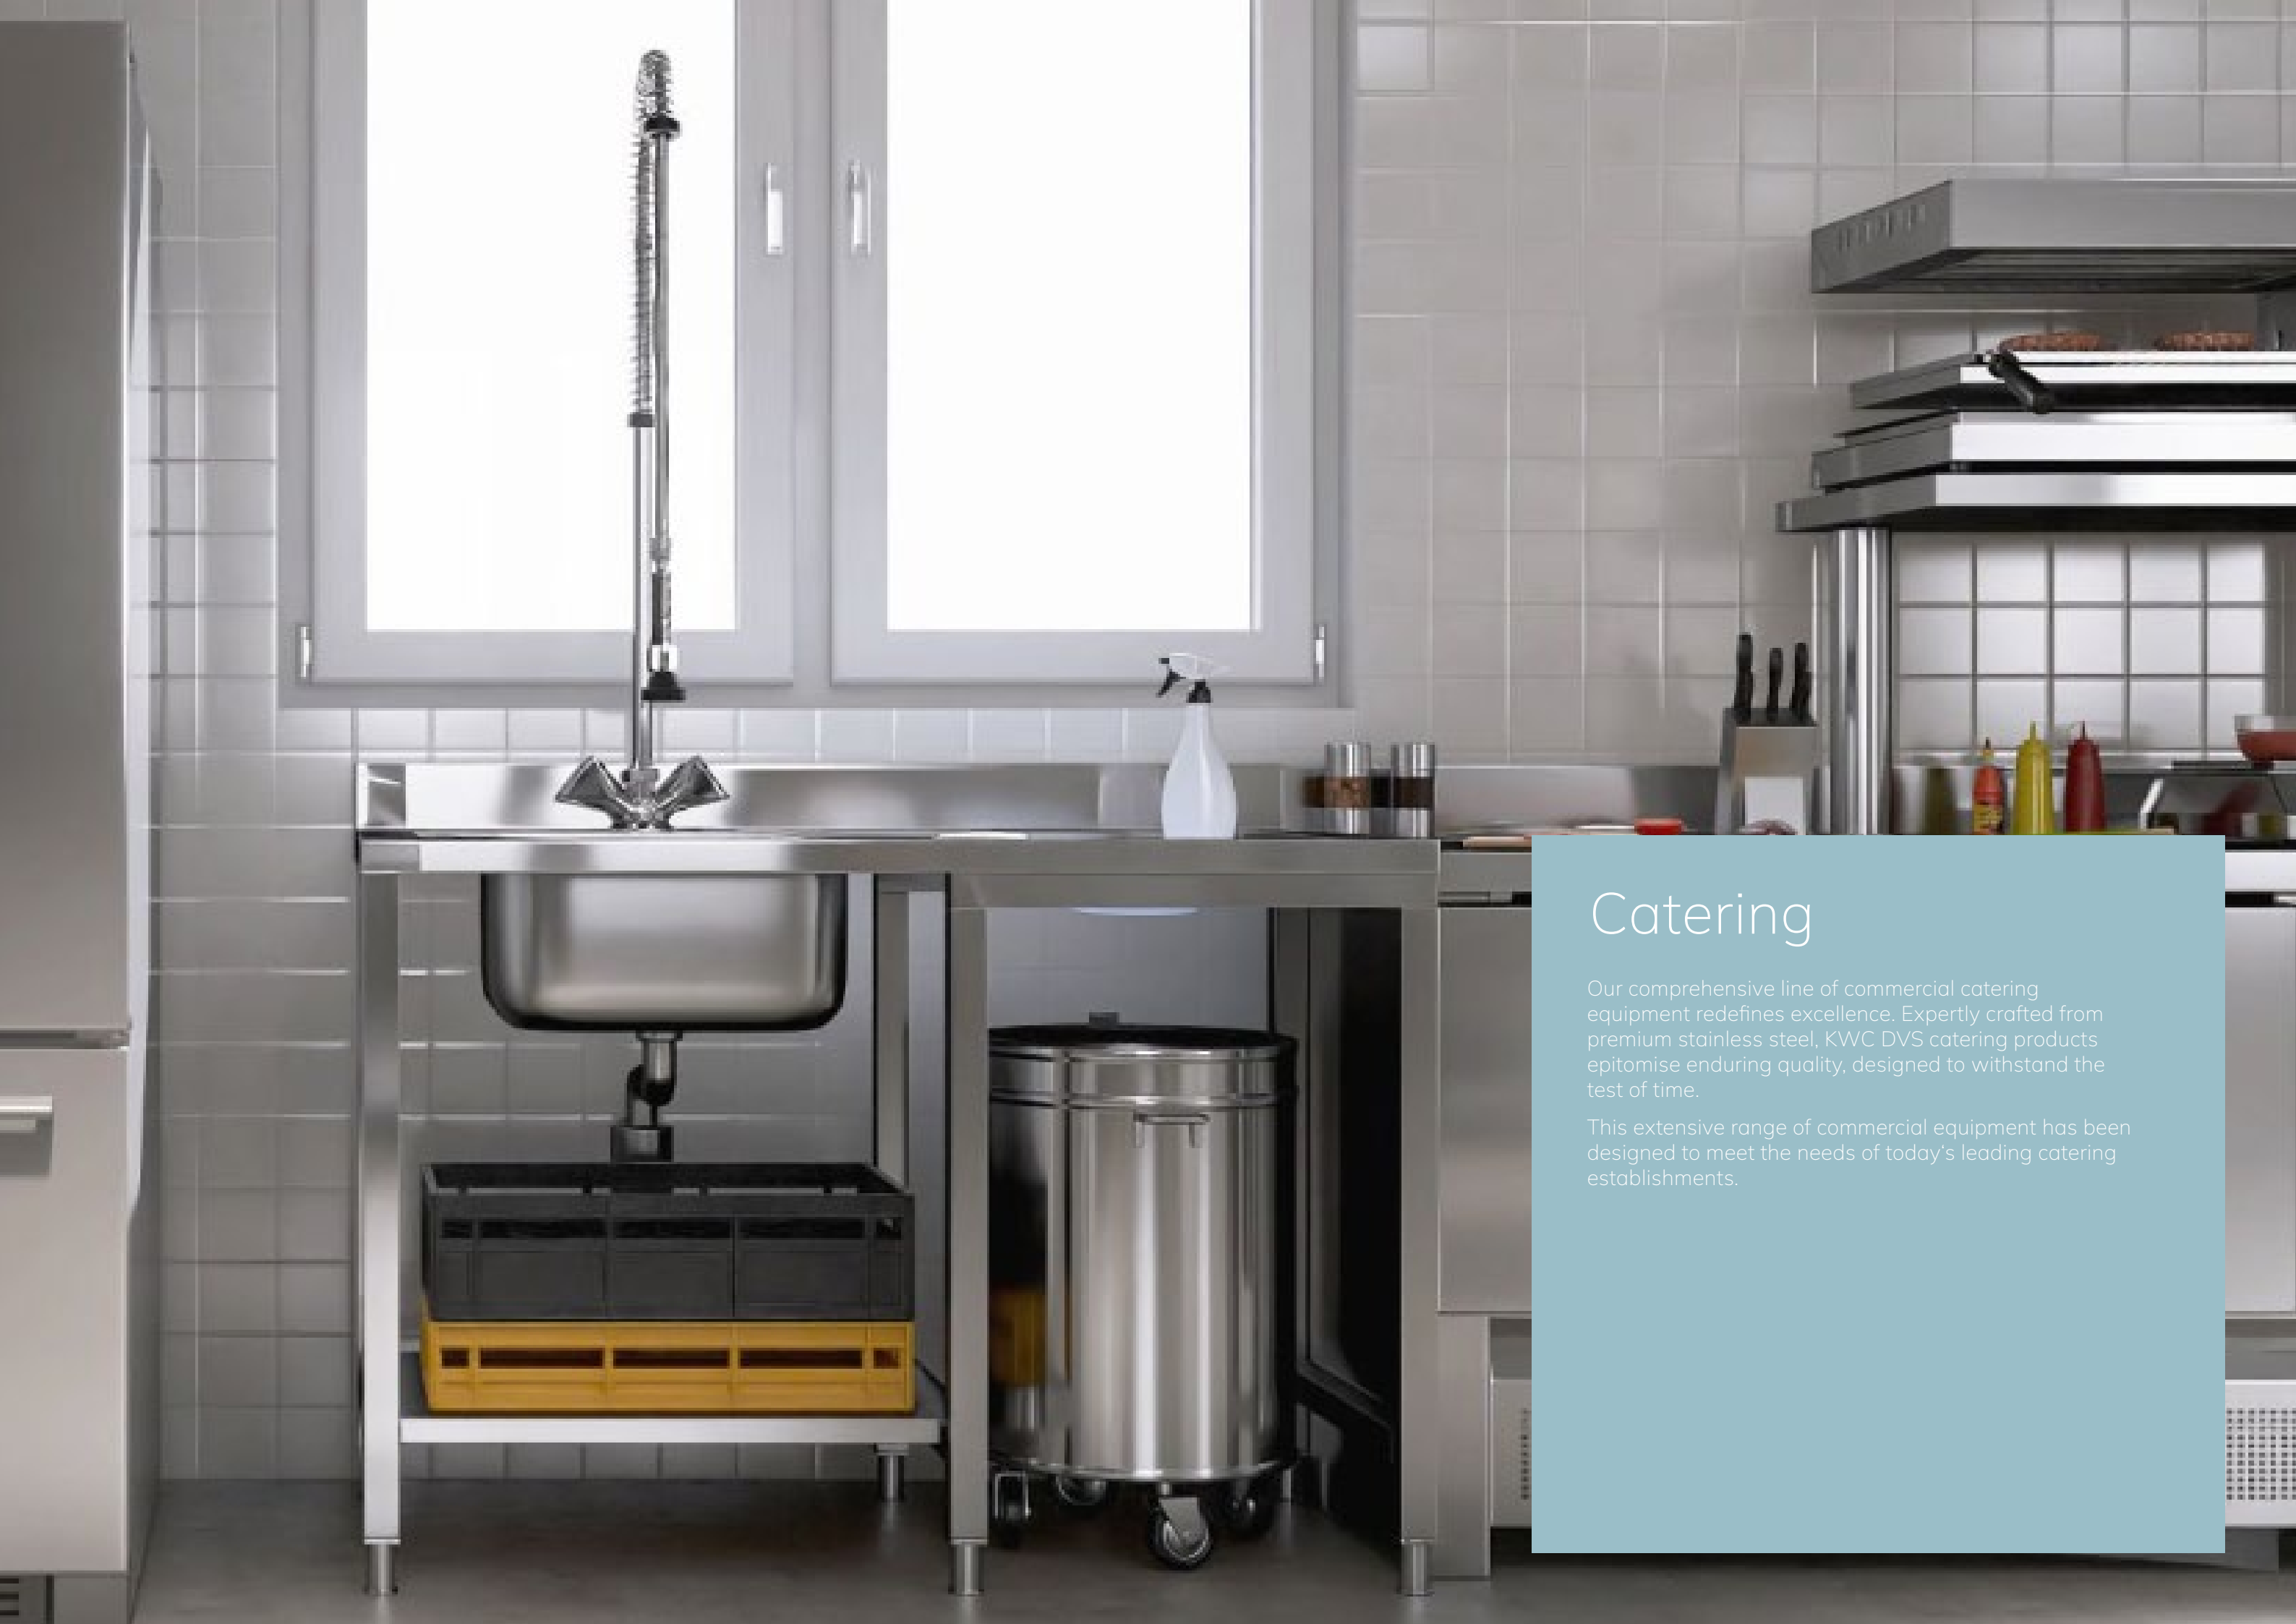 Catering
Our comprehensive line of commercial catering
equipment redefines excellence. Expertly crafted from
premium stainless steel, KWC DVS catering products
epitomise enduring quality, designed to withstand the
test of time.
This extensive range of commercial equipment has been
designed to meet the needs of today‘s leading catering
establishments.